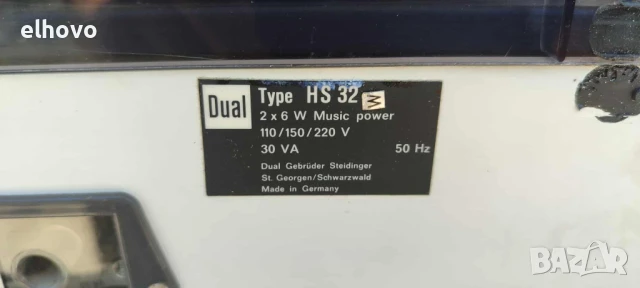 elhovo
Dual
Type HS 32 W
2 x 6 W Music power
110/150/220 V
30 VA 50 Hz
Dual Gebrüder Steidinger
St. Georgen/Schwarzwald
Made in Germany
BAZAR